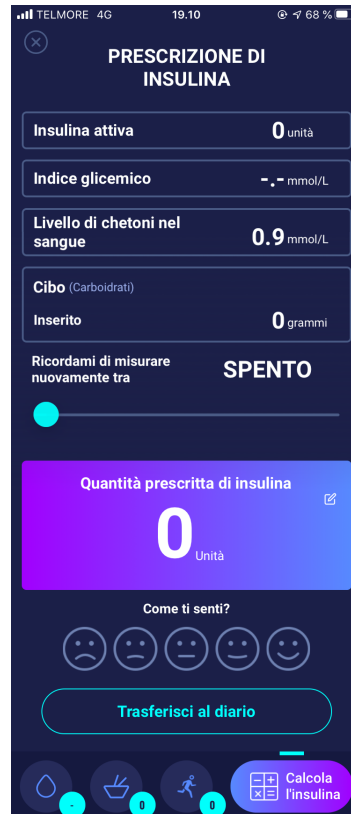 TELMORE 4G 19.10 68 %
PRESCRIZIONE DI
INSULINA
Insulina attiva 0 unità
Indice glicemico -.- mmol/L
Livello di chetoni nel
sangue 0.9 mmol/L
Cibo (Carboidrati)
Inserito 0 grammi
Ricordami di misurare
nuovamente tra SPENTO
Quantità prescritta di insulina
0 Unità
Come ti senti?
Trasferisci al diario
- 0 0
Calcola
l'insulina